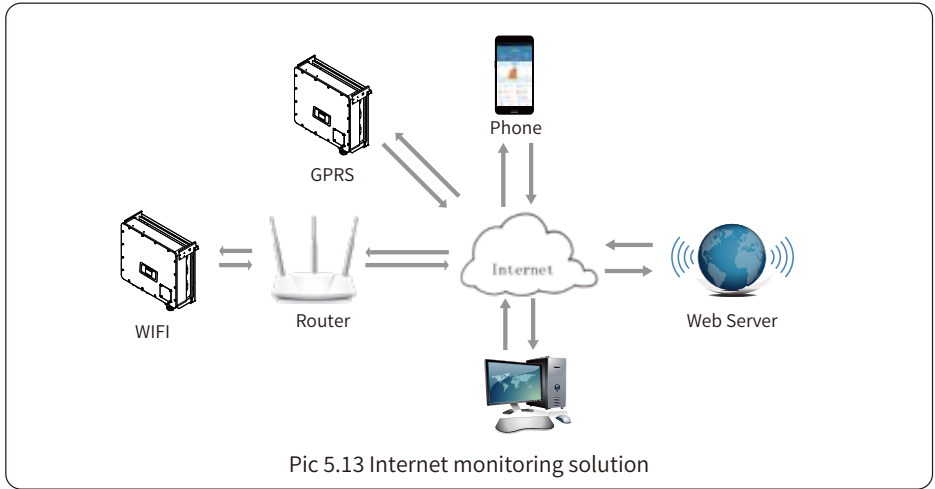 Phone
GPRS
Internet
WIFI
Router
Web Server
Pic 5.13 Internet monitoring solution